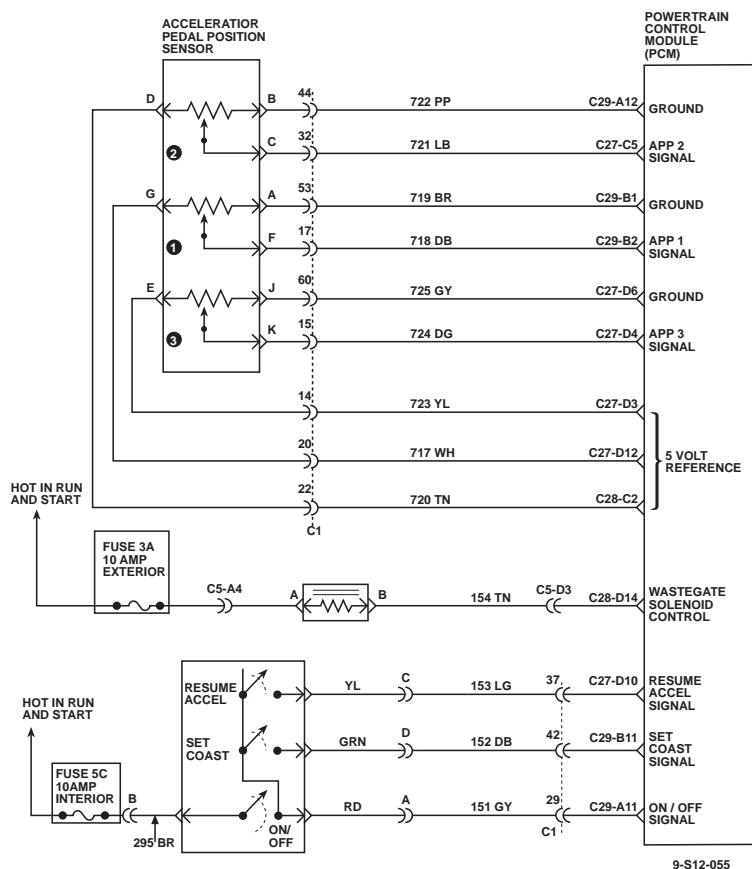 ACCELERATIOR
PEDAL POSITION
SENSOR
POWERTRAIN
CONTROL
MODULE
(PCM)
D
B
44
722 PP
C29-A12
GROUND
2
C
32
721 LB
C27-C5
APP 2
SIGNAL
G
A
53
719 BR
C29-B1
GROUND
1
F
17
718 DB
C29-B2
APP 1
SIGNAL
E
J
60
725 GY
C27-D6
GROUND
3
K
15
724 DG
C27-D4
APP 3
SIGNAL
14
723 YL
C27-D3
20
717 WH
C27-D12
5 VOLT
REFERENCE
22
720 TN
C28-C2
C1
HOT IN RUN
AND START
FUSE 3A
10 AMP
EXTERIOR
C5-A4
A
B
154 TN
C5-D3
C28-D14
WASTEGATE
SOLENOID
CONTROL
HOT IN RUN
AND START
RESUME
ACCEL
YL
C
153 LG
37
C27-D10
RESUME
ACCEL
SIGNAL
SET
COAST
GRN
D
152 DB
42
C29-B11
SET
COAST
SIGNAL
FUSE 5C
10AMP
INTERIOR
B
295 BR
ON/
OFF
RD
A
151 GY
29
C1
C29-A11
ON / OFF
SIGNAL
9-S12-055